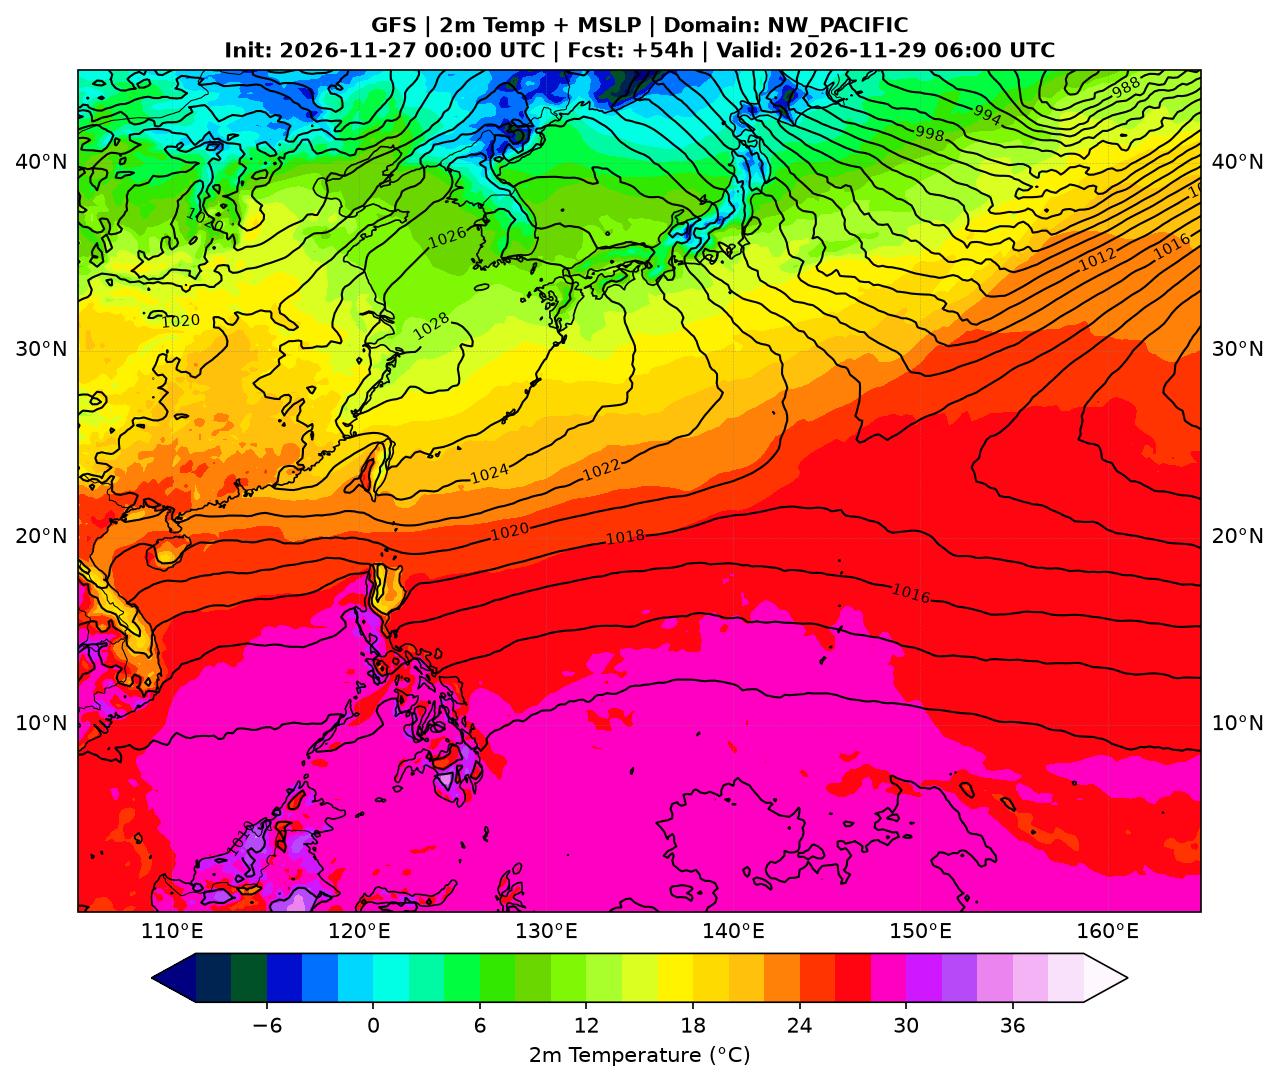 GFS | 2m Temp + MSLP | Domain: NW_PACIFIC
Init: 2026-11-27 00:00 UTC | Fcst: +54h | Valid: 2026-11-29 06:00 UTC
988
994
998
40°N
40°N
1020
1026
1012
1016
1020
1028
30°N
30°N
1024
1022
1020
1018
20°N
20°N
1016
10°N
10°N
1010
110°E
120°E
130°E
140°E
150°E
160°E
−6
0
6
12
18
24
30
36
2m Temperature (°C)